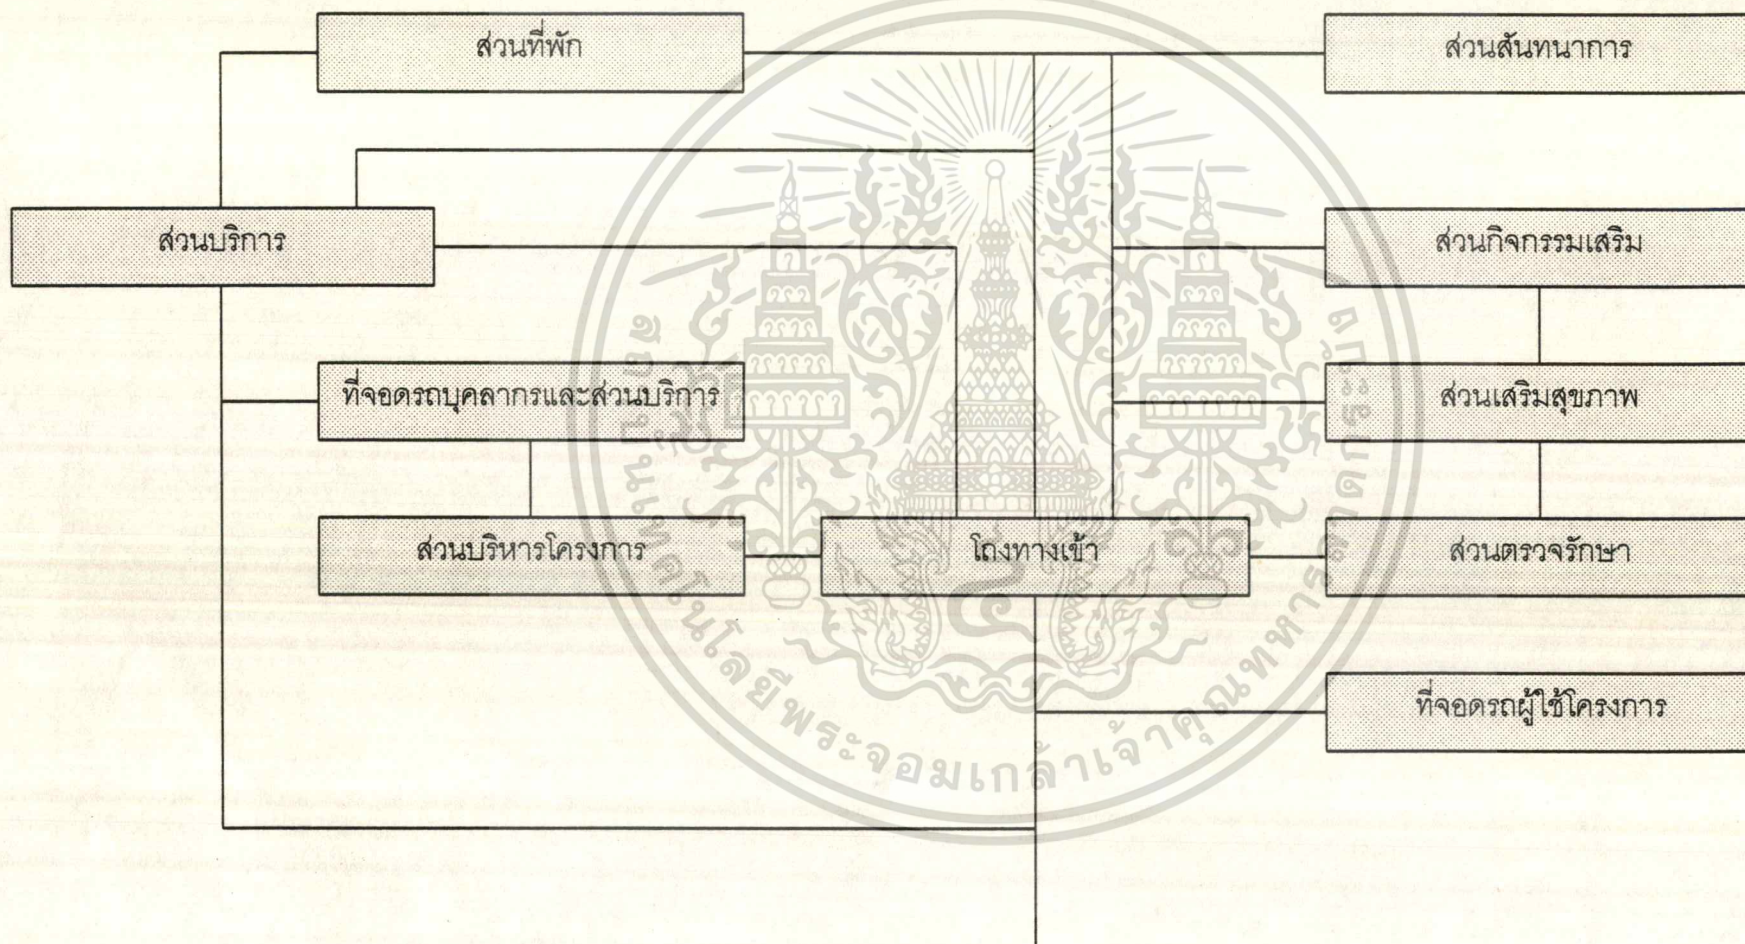 ส่วนที่พัก
ส่วนสันทนาการ
ส่วนบริการ
ส่วนกิจกรรมเสริม
ที่จอดรถบุคลากรและส่วนบริการ
ส่วนเสริมสุขภาพ
ส่วนบริหารโครงการ
โถงทางเข้า
ส่วนตรวจรักษา
ที่จอดรถผู้ใช้โครงการ
สถาบันเทคโนโลยีพระจอมเกล้าเจ้าคุณทหารลาดกระบัง